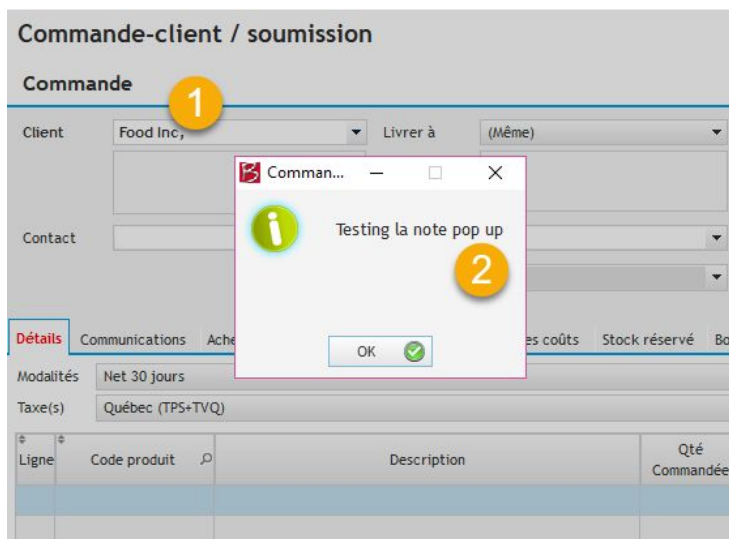 Commande-client / soumission
Commande
1
Client Food Inc, Livrer à (Même)
Comman...
Testing la note pop up
Contact
2
OK
Détails Communications es coûts Stock réservé
Modalités Net 30 jours
Taxe(s) Québec (TPS+TVQ)
Ligne Code produit Description Qté
Commandée